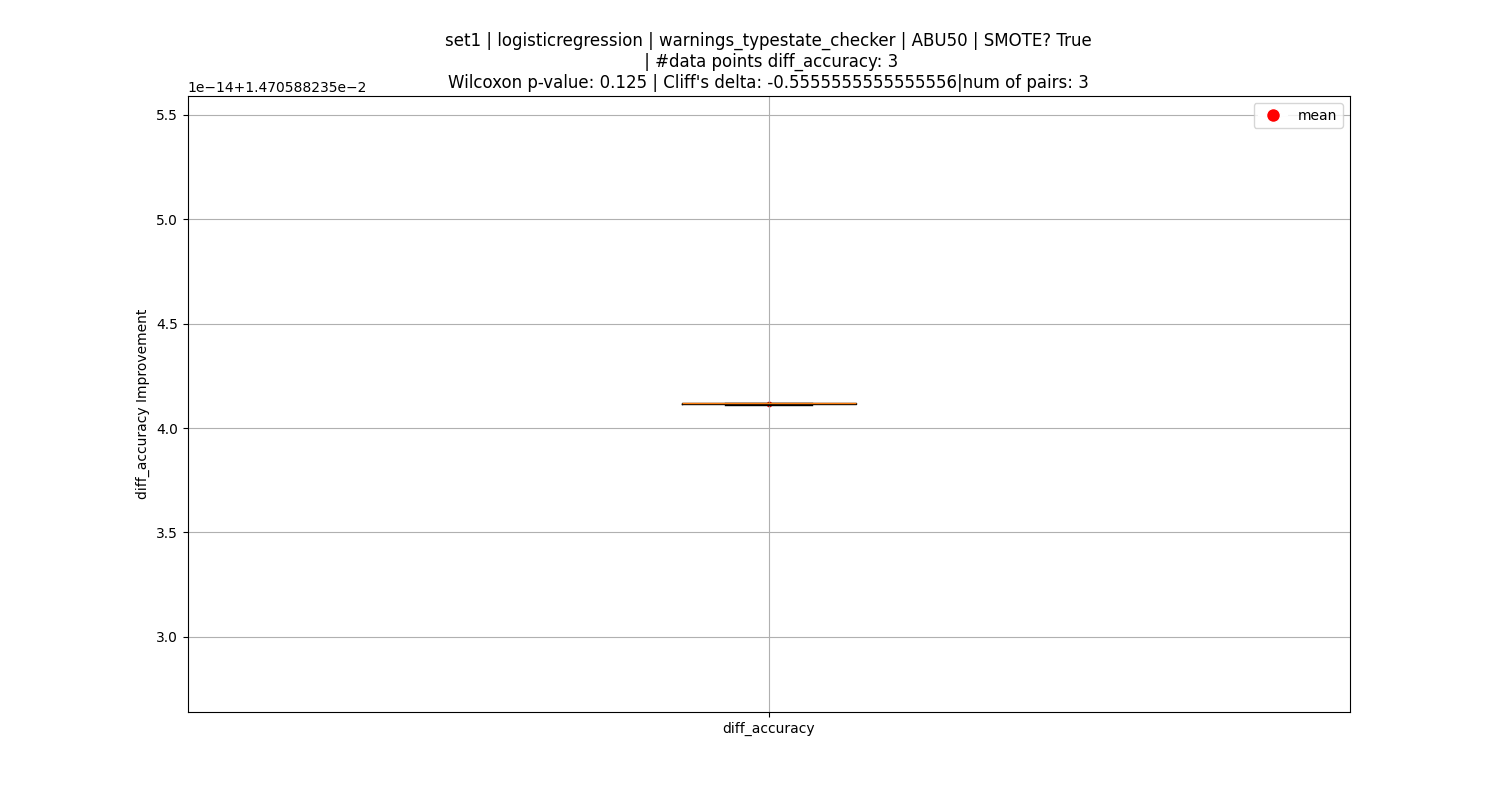 set1 | logisticregression | warnings_typestate_checker | ABU50 | SMOTE? True
| #data points diff_accuracy: 3
Wilcoxon p-value: 0.125 | Cliff's delta: -0.5555555555555556|num of pairs: 3
1e−14+1.470588235e−2
mean
5.5
5.0
4.5
4.0
3.5
3.0
diff_accuracy Improvement
diff_accuracy